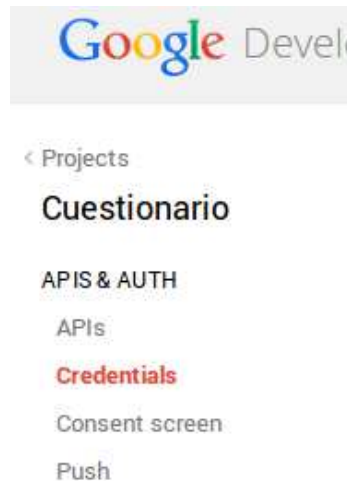 Google Devel
< Projects
Cuestionario
APIS & AUTH
APIs
Credentials
Consent screen
Push